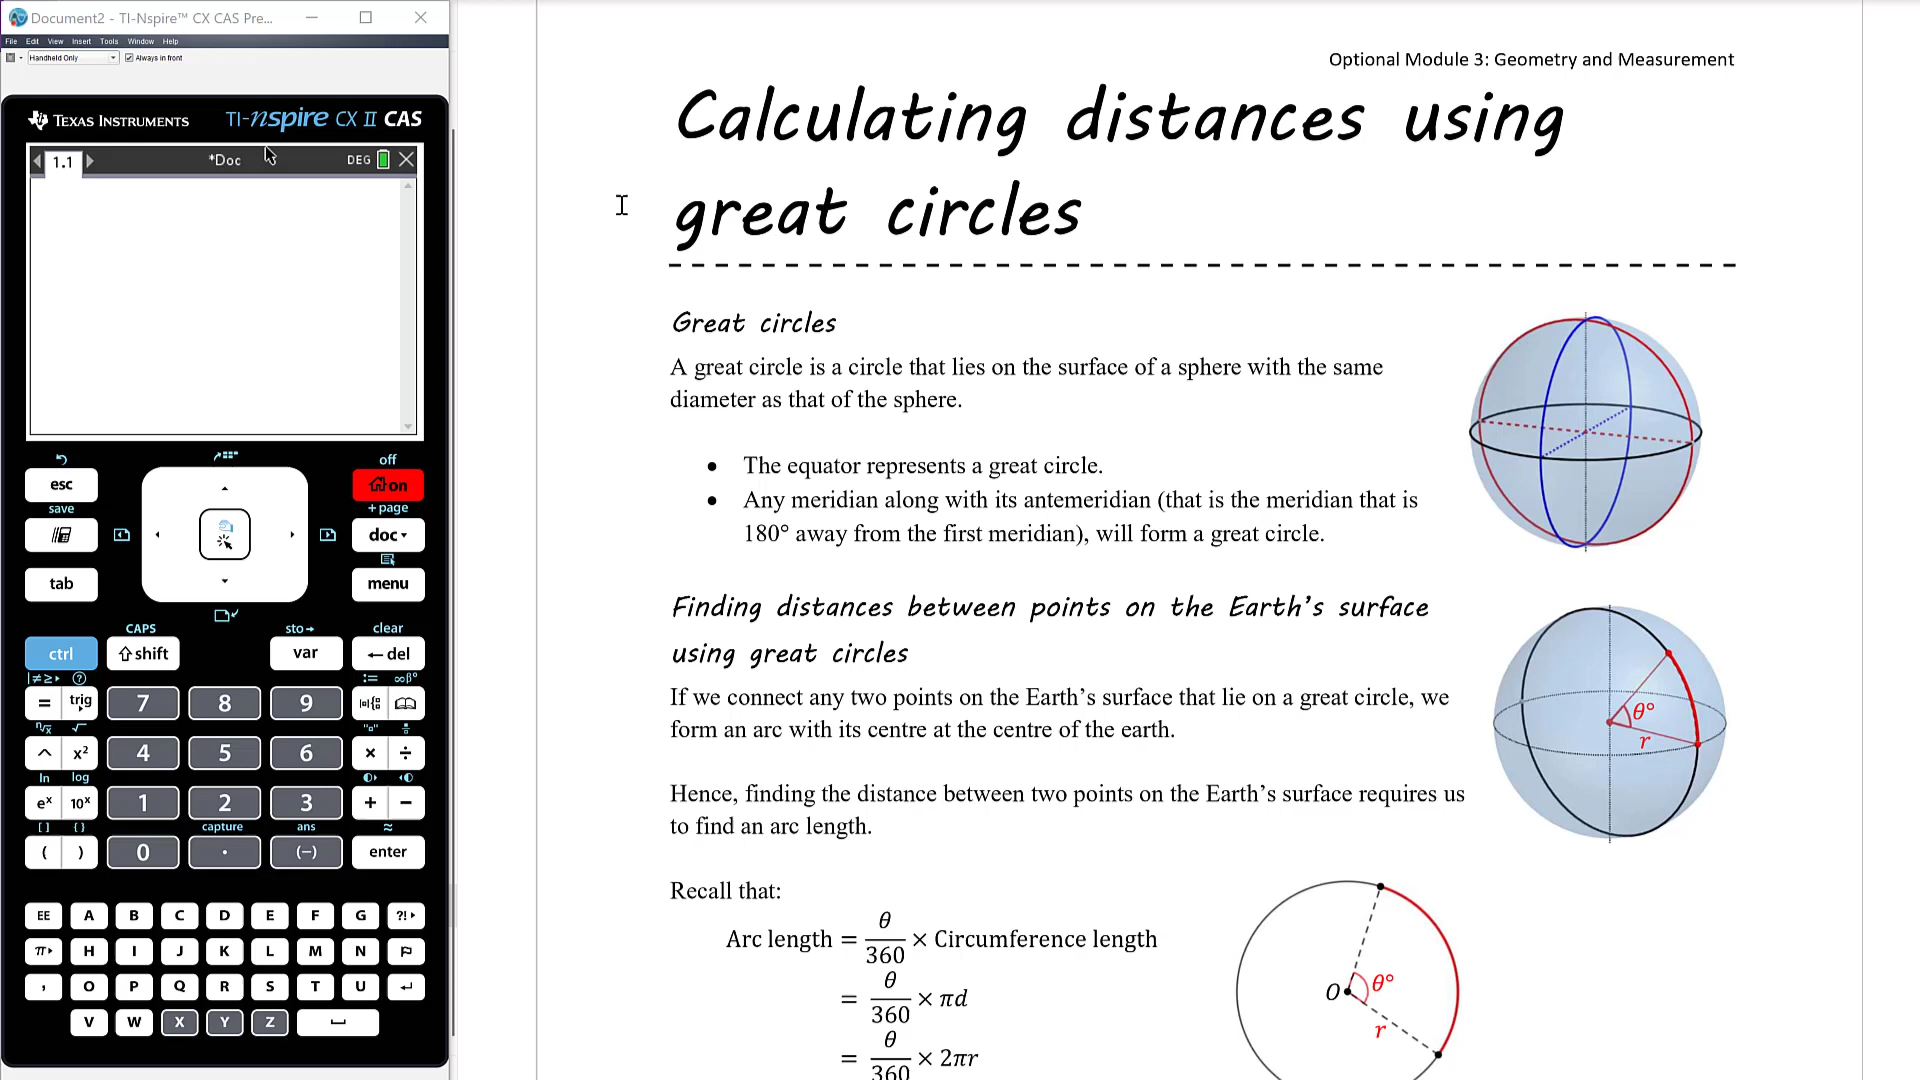 Document2 - TI-Nspire™ CX CAS Pre...
File Edit View Insert Tools Window Help
Handheld Only Always in front
TEXAS INSTRUMENTS TI-nspire CX II CAS
1.1 *Doc DEG
off
esc on
save + page
doc
tab menu
CAPS sto→ clear
ctrl shift var ←del
|≠≥▸ ? := ∞β°
= trig 7 8 9
ⁿ√x √ "▫"
^ x² 4 5 6 × ÷
ln log
eˣ 10ˣ 1 2 3 + −
[ ] { } capture ans ≈
( ) 0 . (−) enter
EE A B C D E F G ?!▸
π▸ H I J K L M N
, O P Q R S T U
V W X Y Z
Optional Module 3: Geometry and Measurement
Calculating distances using
great circles
Great circles
A great circle is a circle that lies on the surface of a sphere with the same
diameter as that of the sphere.
• The equator represents a great circle.
• Any meridian along with its antemeridian (that is the meridian that is
180° away from the first meridian), will form a great circle.
Finding distances between points on the Earth's surface
using great circles
If we connect any two points on the Earth's surface that lie on a great circle, we
form an arc with its centre at the centre of the earth.
θ°
r
Hence, finding the distance between two points on the Earth's surface requires us
to find an arc length.
Recall that:
Arc length = θ/360 × Circumference length
= θ/360 × πd
= θ/360 × 2πr
O θ°
r